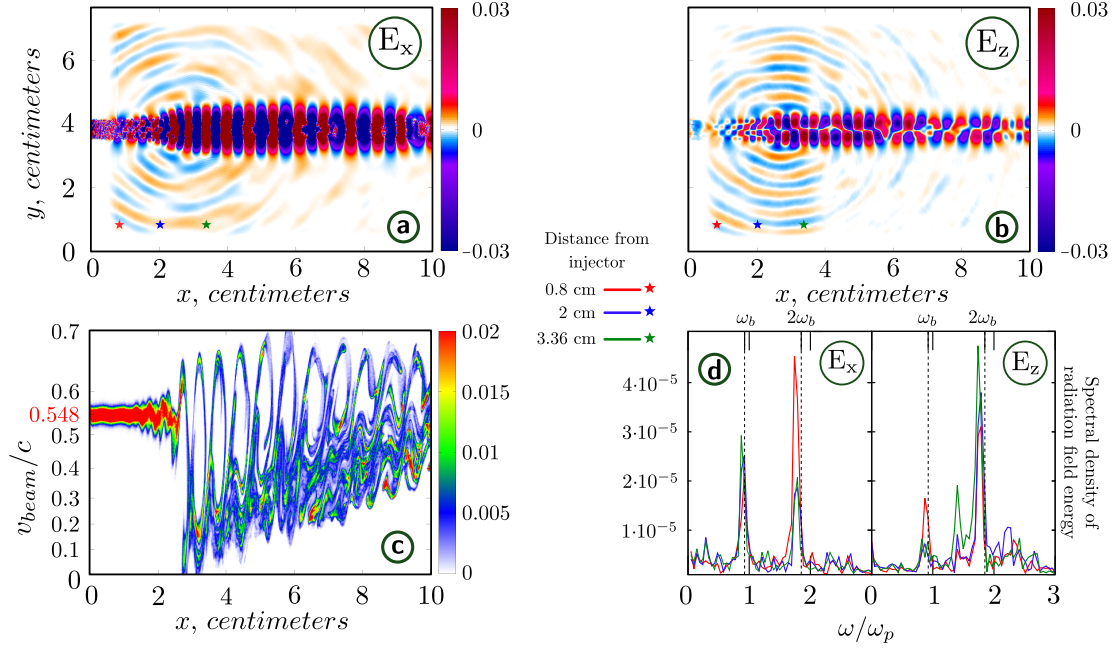 E_x
a
6
4
2
0
y, centimeters
0 2 4 6 8 10
x, centimeters
0.03
0
−0.03
E_z
b
0 2 4 6 8 10
x, centimeters
0.03
0
−0.03
Distance from
injector
0.8 cm
2 cm
3.36 cm
0.7
0.6
0.548
0.5
0.4
0.3
0.2
0.1
0
v_beam/c
c
0 2 4 6 8 10
x, centimeters
0.02
0.015
0.01
0.005
0
ω_b 2ω_b ω_b 2ω_b
d
E_x
E_z
4·10⁻⁵
3·10⁻⁵
2·10⁻⁵
1·10⁻⁵
0 1 2 0 1 2 3
ω/ω_p
Spectral density of
radiation field energy